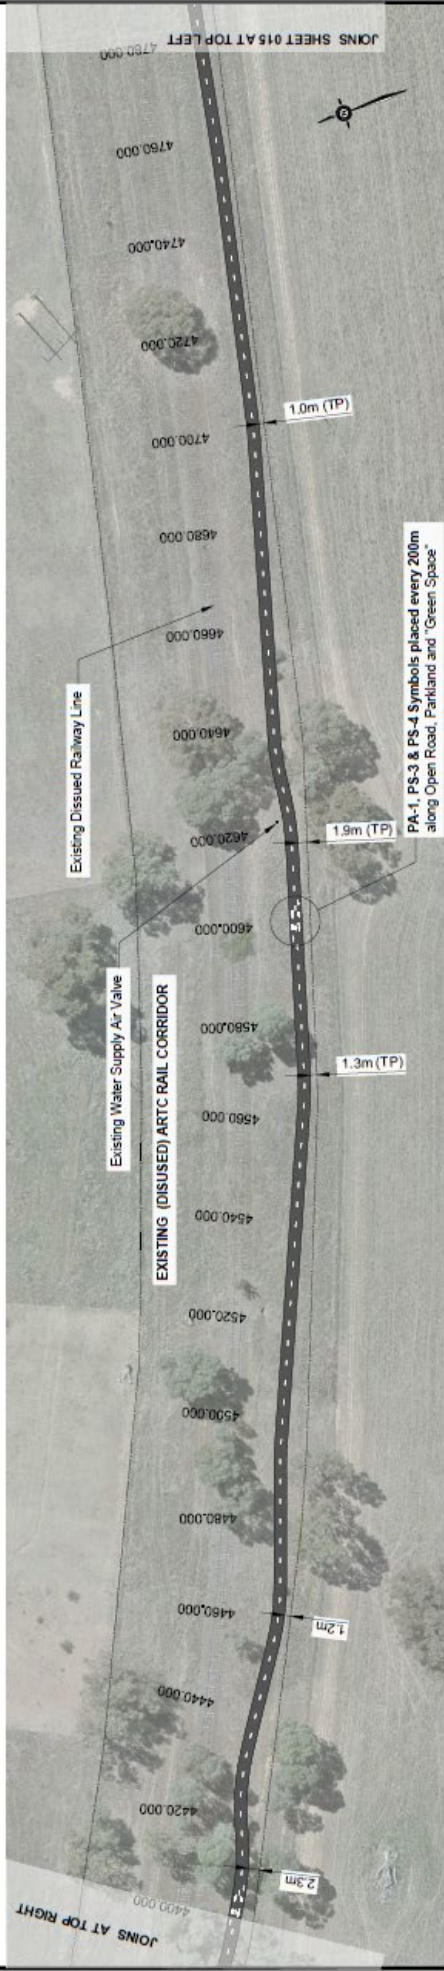 JOINS SHEET 015 AT TOP LEFT
4780.000
4760.000
4740.000
4720.000
4700.000
1.0m (TP)
4680.000
4660.000
Existing Dissued Railway Line
4640.000
4620.000
1.9m (TP)
PA-1, PS-3 & PS-4 Symbols placed every 200m
along Open Road, Parkland and "Green Space"
4600.000
Existing Water Supply Air Valve
4580.000
1.3m (TP)
EXISTING (DISUSED) ARTC RAIL CORRIDOR
4560.000
4540.000
4520.000
4500.000
4480.000
4460.000
1.2m
4440.000
4420.000
2.3m
4400.000
JOINS AT TOP RIGHT